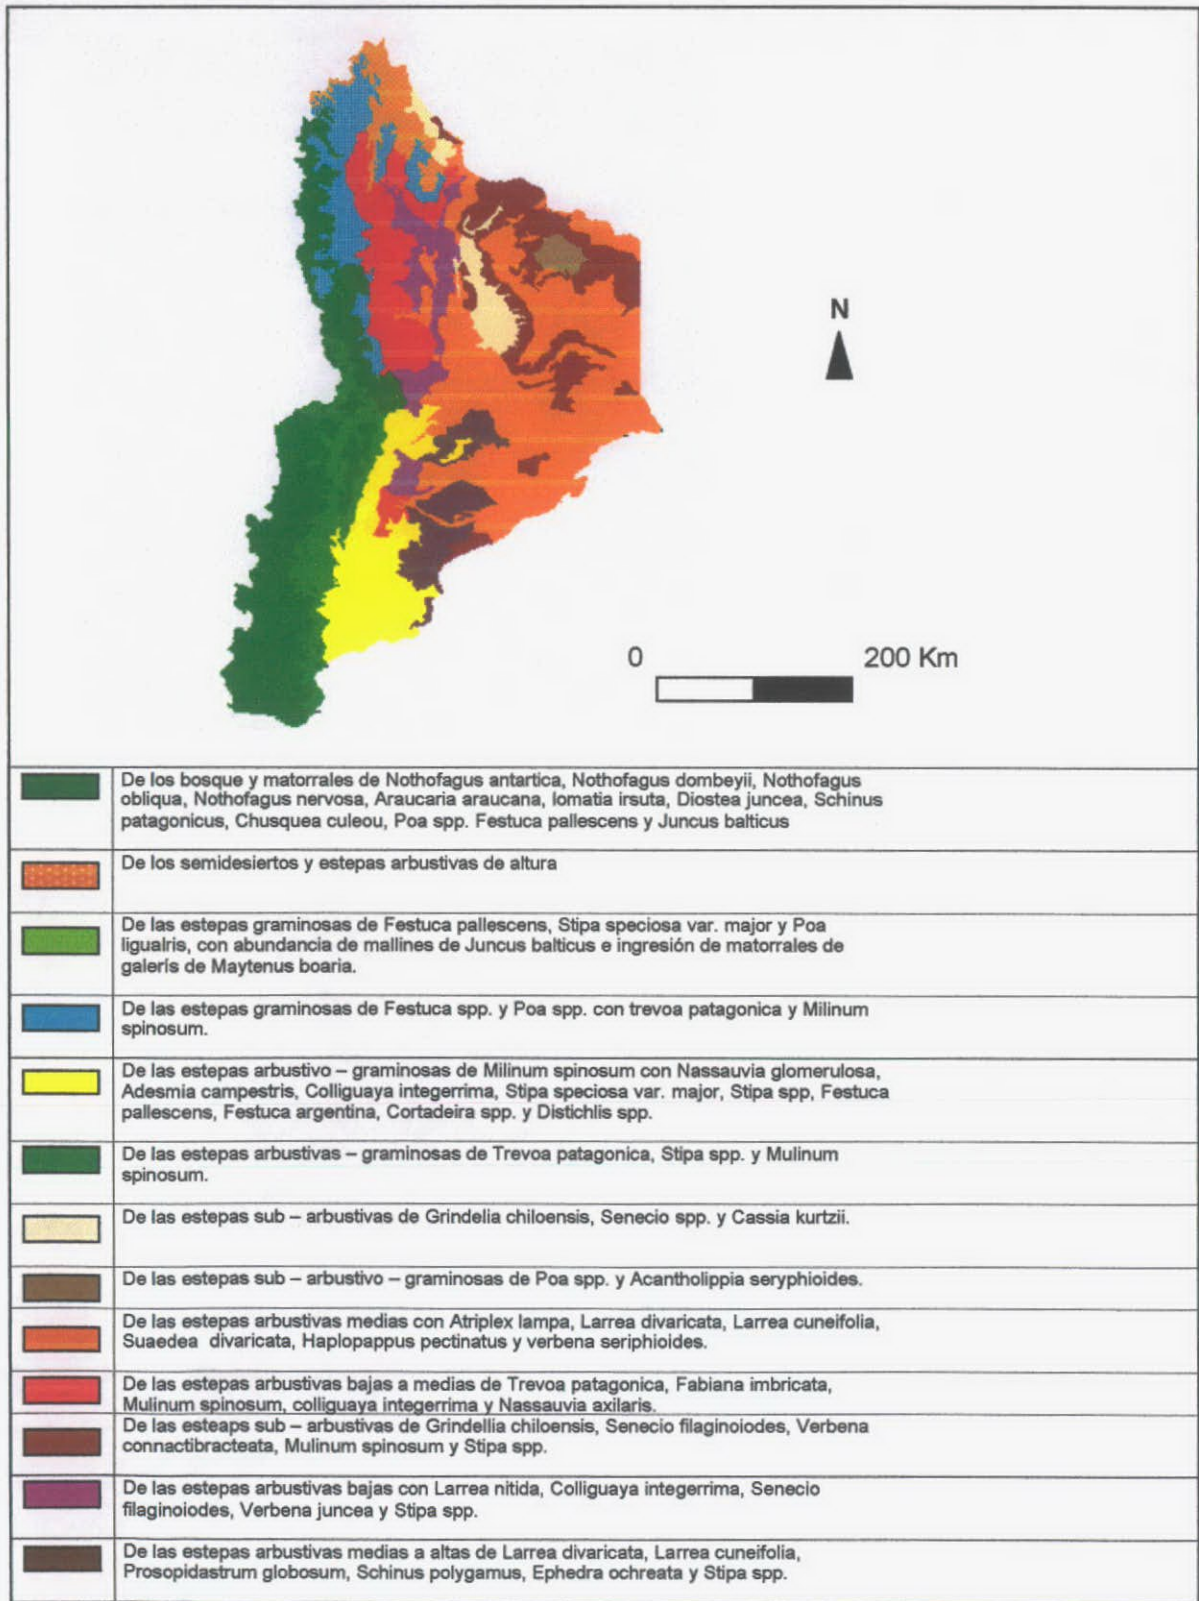 N
0 200 Km
De los bosque y matorrales de Nothofagus antartica, Nothofagus dombeyii, Nothofagus
obliqua, Nothofagus nervosa, Araucaria araucana, lomatia irsuta, Diostea juncea, Schinus
patagonicus, Chusquea culeou, Poa spp. Festuca pallescens y Juncus balticus
De los semidesiertos y estepas arbustivas de altura
De las estepas graminosas de Festuca pallescens, Stipa speciosa var. major y Poa
ligualris, con abundancia de mallines de Juncus balticus e ingresión de matorrales de
galerís de Maytenus boaria.
De las estepas graminosas de Festuca spp. y Poa spp. con trevoa patagonica y Milinum
spinosum.
De las estepas arbustivo – graminosas de Milinum spinosum con Nassauvia glomerulosa,
Adesmia campestris, Colliguaya integerrima, Stipa speciosa var. major, Stipa spp, Festuca
pallescens, Festuca argentina, Cortadeira spp. y Distichlis spp.
De las estepas arbustivas – graminosas de Trevoa patagonica, Stipa spp. y Mulinum
spinosum.
De las estepas sub – arbustivas de Grindelia chiloensis, Senecio spp. y Cassia kurtzii.
De las estepas sub – arbustivo – graminosas de Poa spp. y Acantholippia seryphioides.
De las estepas arbustivas medias con Atriplex lampa, Larrea divaricata, Larrea cuneifolia,
Suaedea divaricata, Haplopappus pectinatus y verbena seriphioides.
De las estepas arbustivas bajas a medias de Trevoa patagonica, Fabiana imbricata,
Mulinum spinosum, colliguaya integerrima y Nassauvia axilaris.
De las esteaps sub – arbustivas de Grindellia chiloensis, Senecio filaginoiodes, Verbena
connactibracteata, Mulinum spinosum y Stipa spp.
De las estepas arbustivas bajas con Larrea nitida, Colliguaya integerrima, Senecio
filaginoiodes, Verbena juncea y Stipa spp.
De las estepas arbustivas medias a altas de Larrea divaricata, Larrea cuneifolia,
Prosopidastrum globosum, Schinus polygamus, Ephedra ochreata y Stipa spp.